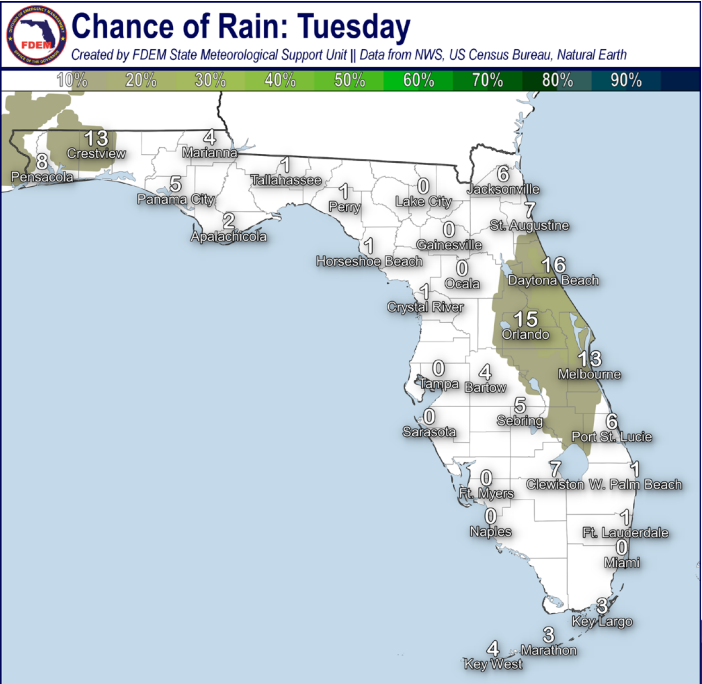 Chance of Rain: Tuesday
FDEM
Created by FDEM State Meteorological Support Unit || Data from NWS, US Census Bureau, Natural Earth
10% 20% 30% 40% 50% 60% 70% 80% 90%
13
Crestview
4
Marianna
8
Pensacola
1
Tallahassee
6
Jacksonville
5
Panama City
1
Perry
0
Lake City
2
Apalachicola
7
St. Augustine
0
Gainesville
1
Horseshoe Beach
0
Ocala
16
Daytona Beach
1
Crystal River
15
Orlando
13
Melbourne
0
Tampa
4
Bartow
5
Sebring
0
Sarasota
6
Port St. Lucie
0
Ft. Myers
7
Clewiston
1
W. Palm Beach
0
Naples
1
Ft. Lauderdale
0
Miami
3
Key Largo
3
Marathon
4
Key West